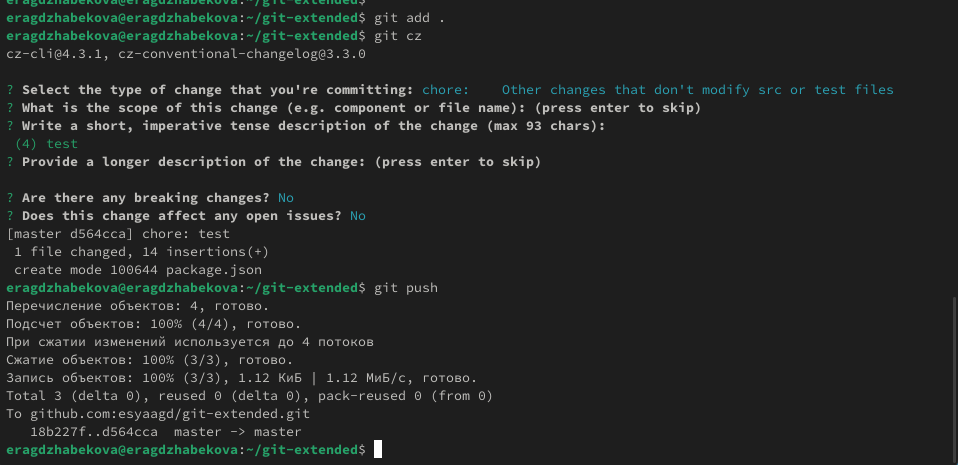 eragdzhabekova@eragdzhabekova:~/git-extended$ git add .
eragdzhabekova@eragdzhabekova:~/git-extended$ git cz
cz-cli@4.3.1, cz-conventional-changelog@3.3.0
? Select the type of change that you're committing: chore:    Other changes that don't modify src or test files
? What is the scope of this change (e.g. component or file name): (press enter to skip)
? Write a short, imperative tense description of the change (max 93 chars):
(4) test
? Provide a longer description of the change: (press enter to skip)
? Are there any breaking changes? No
? Does this change affect any open issues? No
[master d564cca] chore: test
1 file changed, 14 insertions(+)
create mode 100644 package.json
eragdzhabekova@eragdzhabekova:~/git-extended$ git push
Перечисление объектов: 4, готово.
Подсчет объектов: 100% (4/4), готово.
При сжатии изменений используется до 4 потоков
Сжатие объектов: 100% (3/3), готово.
Запись объектов: 100% (3/3), 1.12 КиБ | 1.12 МиБ/с, готово.
Total 3 (delta 0), reused 0 (delta 0), pack-reused 0 (from 0)
To github.com:esyaagd/git-extended.git
18b227f..d564cca  master -> master
eragdzhabekova@eragdzhabekova:~/git-extended$